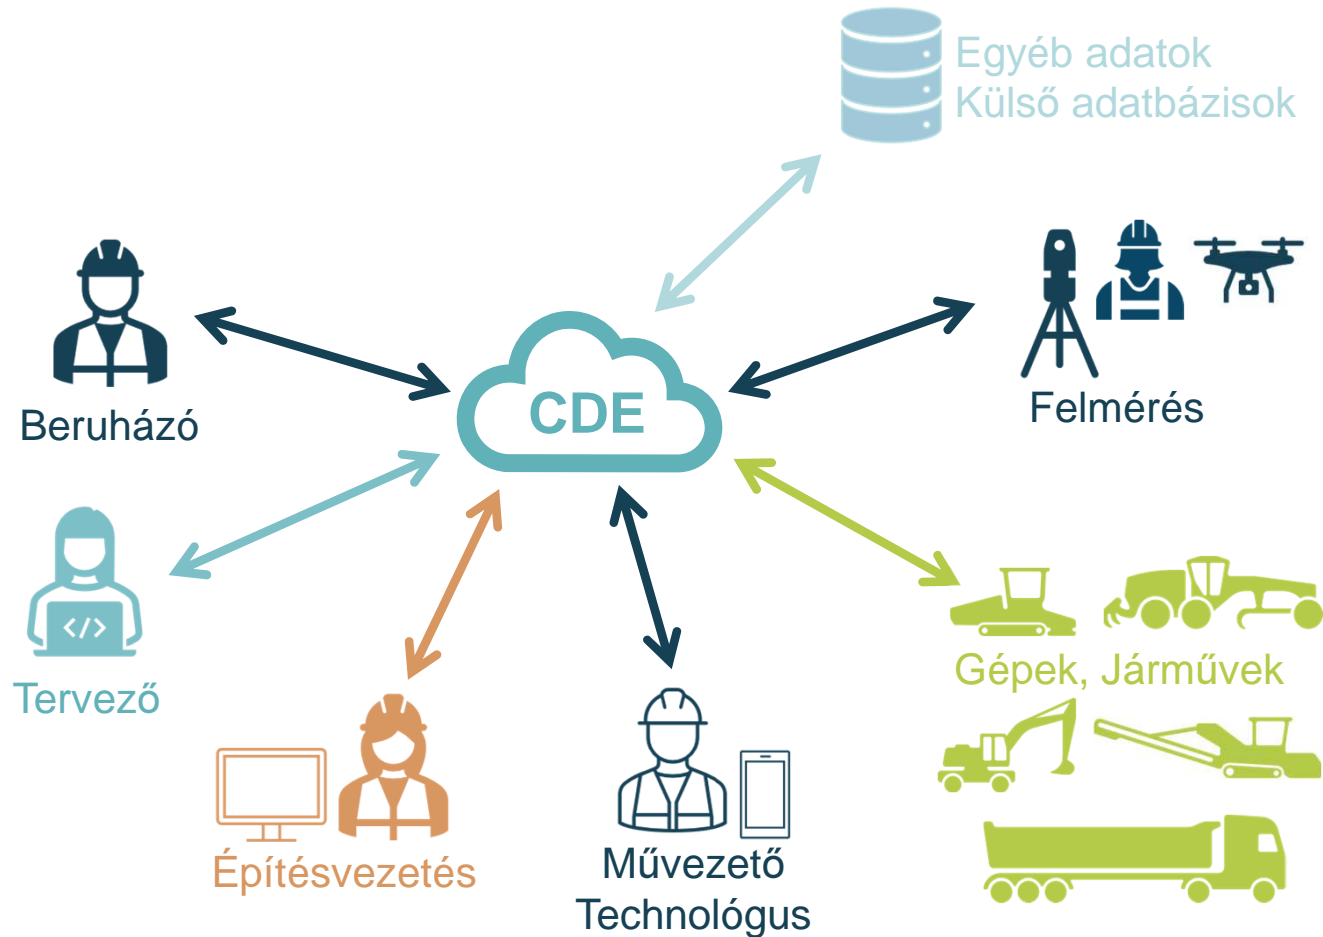 Egyéb adatok
Külső adatbázisok
Beruházó
CDE
Felmérés
</>
Tervező
Gépek, Járművek
Építésvezetés
Művezető
Technológus